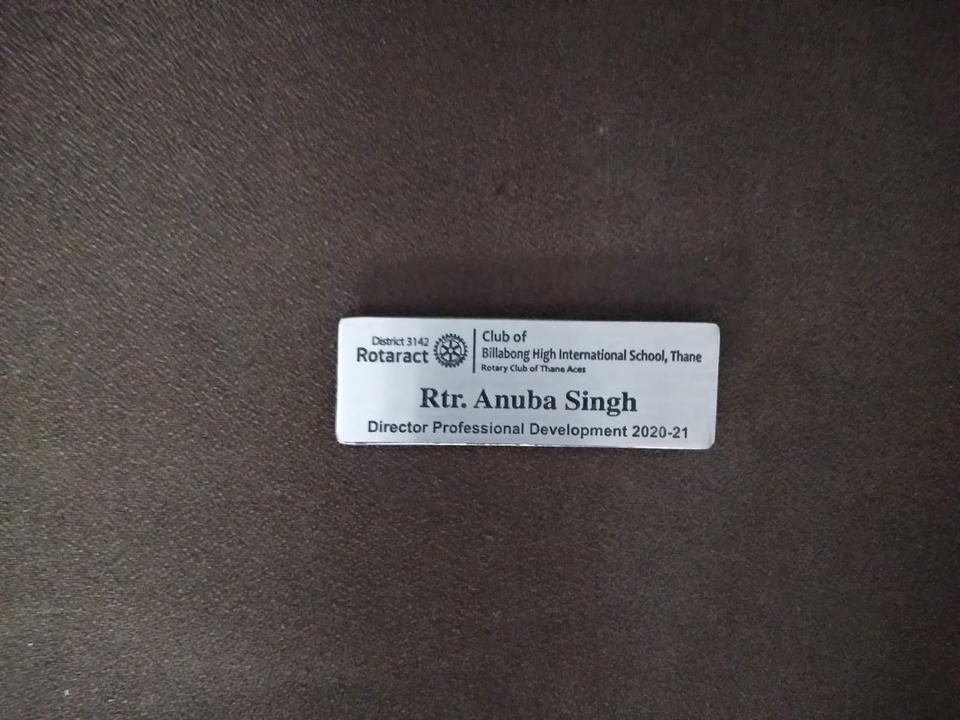 District 3142
Rotaract
Club of
Billabong High International School, Thane
Rotary Club of Thane Aces
Rtr. Anuba Singh
Director Professional Development 2020-21